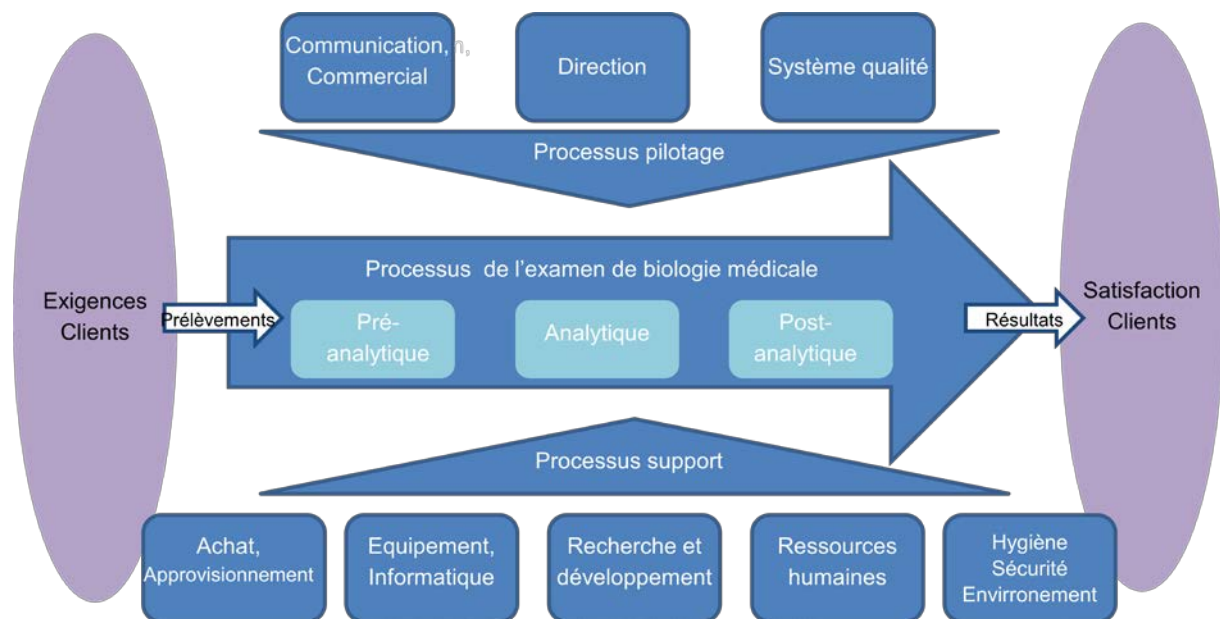 Communication, n,
Commercial
Direction
Système qualité
Processus pilotage
Processus de l'examen de biologie médicale
Exigences
Clients
Prélèvements
Pré-
analytique
Analytique
Post-
analytique
Résultats
Satisfaction
Clients
Processus support
Achat,
Approvisionnement
Equipement,
Informatique
Recherche et
développement
Ressources
humaines
Hygiène
Sécurité
Envirronement